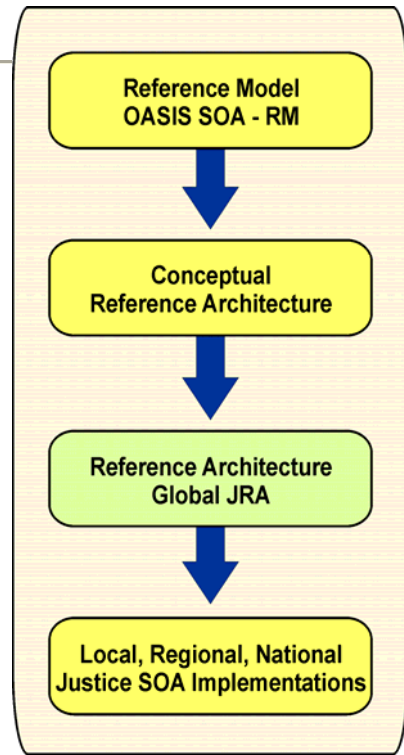 Reference Model
OASIS SOA - RM
Conceptual
Reference Architecture
Reference Architecture
Global JRA
Local, Regional, National
Justice SOA Implementations